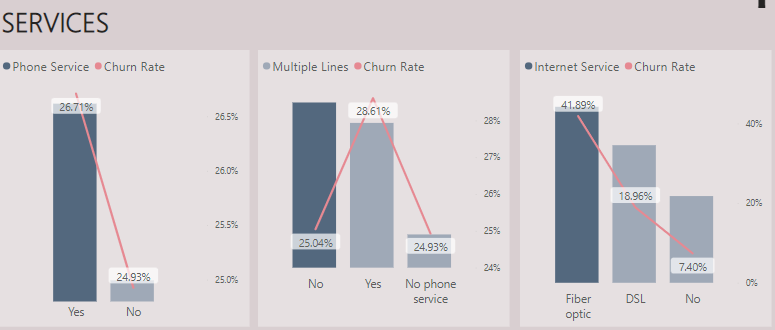 SERVICES
Phone Service Churn Rate
26.71%
24.93%
26.5%
26.0%
25.5%
25.0%
Yes No
Multiple Lines Churn Rate
28.61%
25.04%
24.93%
28%
27%
26%
25%
24%
No Yes No phone
service
Internet Service Churn Rate
41.89%
18.96%
7.40%
40%
20%
0%
Fiber DSL No
optic